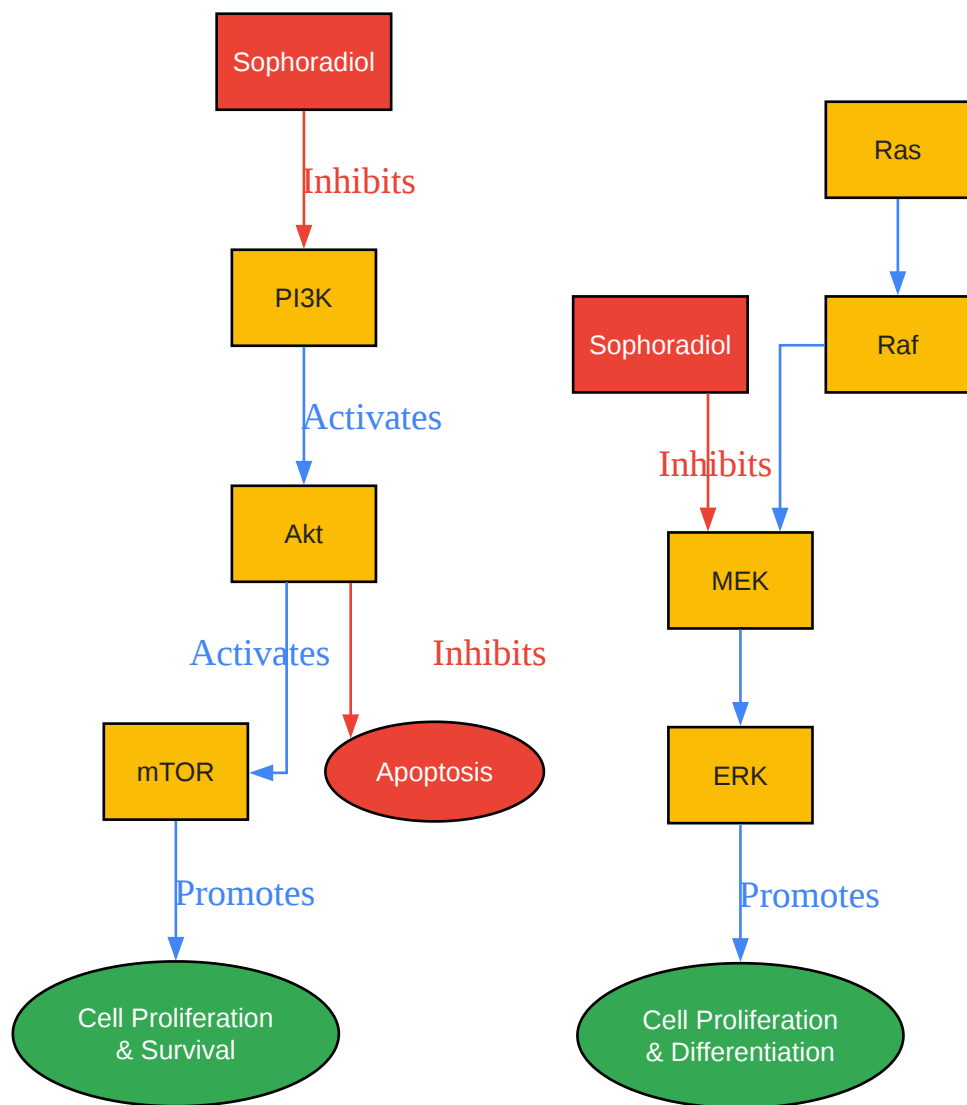 Sophoradiol
Inhibits
PI3K
Activates
Akt
Activates
Inhibits
mTOR
Apoptosis
Promotes
Cell Proliferation
& Survival
Ras
Raf
Sophoradiol
Inhibits
MEK
ERK
Promotes
Cell Proliferation
& Differentiation